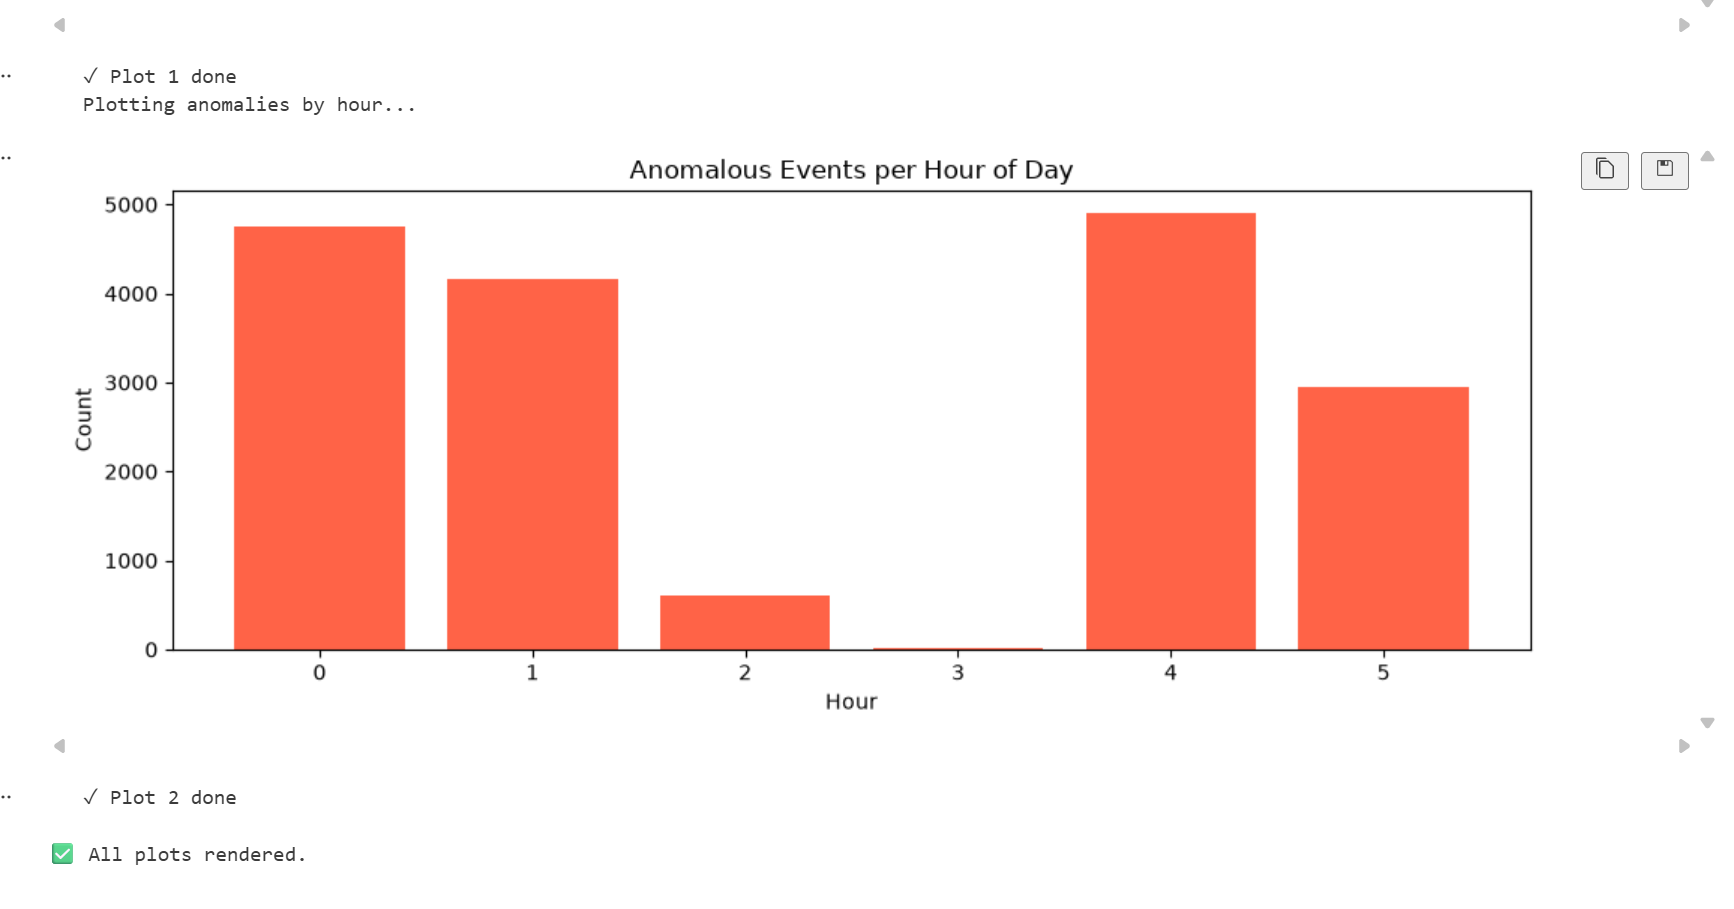 ✓ Plot 1 done
Plotting anomalies by hour...
Anomalous Events per Hour of Day
5000
4000
3000
2000
1000
0
Count
0 1 2 3 4 5
Hour
✓ Plot 2 done
✅ All plots rendered.